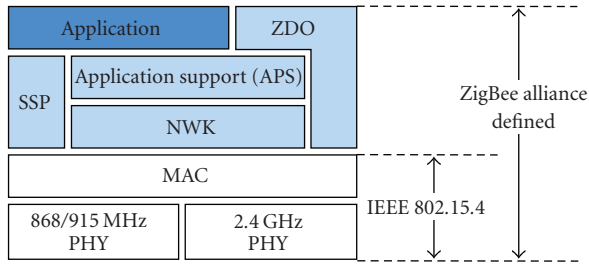 Application
ZDO
SSP
Application support (APS)
NWK
ZigBee alliance
defined
MAC
IEEE 802.15.4
868/915 MHz
PHY
2.4 GHz
PHY